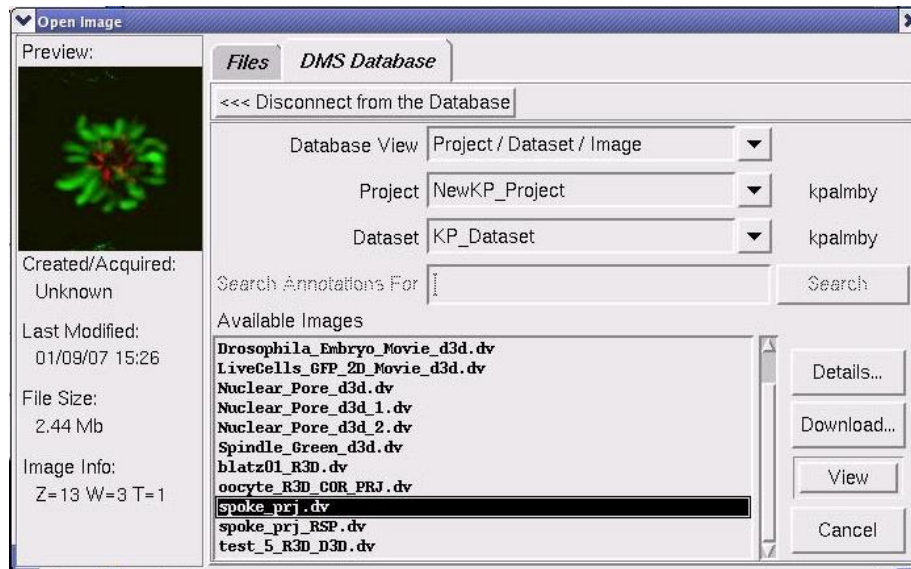 Open Image
Preview:
Created/Acquired:
Unknown
Last Modified:
01/09/07 15:26
File Size:
2.44 Mb
Image Info:
Z=13 W=3 T=1
Files
DMS Database
<<< Disconnect from the Database
Database View Project / Dataset / Image
Project NewKP_Project kpalmby
Dataset KP_Dataset kpalmby
Search Annotations For Search
Available Images
Drosophila_Embryo_Movie_d3d.dv
LiveCells_GFP_2D_Movie_d3d.dv
Nuclear_Pore_d3d.dv
Nuclear_Pore_d3d_1.dv
Nuclear_Pore_d3d_2.dv
Spindle_Green_d3d.dv
blatz01_R3D.dv
oocyte_R3D_COR_PRJ.dv
spoke_prj.dv
spoke_prj_RSP.dv
test_5_R3D_D3D.dv
Details...
Download...
View
Cancel